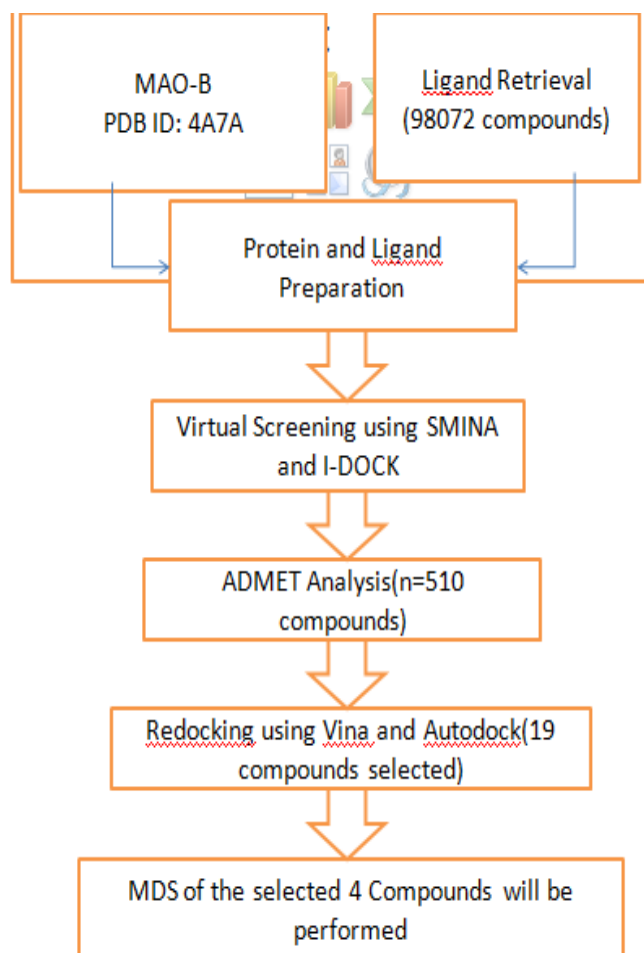 MAO-B
PDB ID: 4A7A
Ligand Retrieval
(98072 compounds)
Protein and Ligand
Preparation
Virtual Screening using SMINA
and I-DOCK
ADMET Analysis(n=510
compounds)
Redocking using Vina and Autodock(19
compounds selected)
MDS of the selected 4 Compounds will be
performed